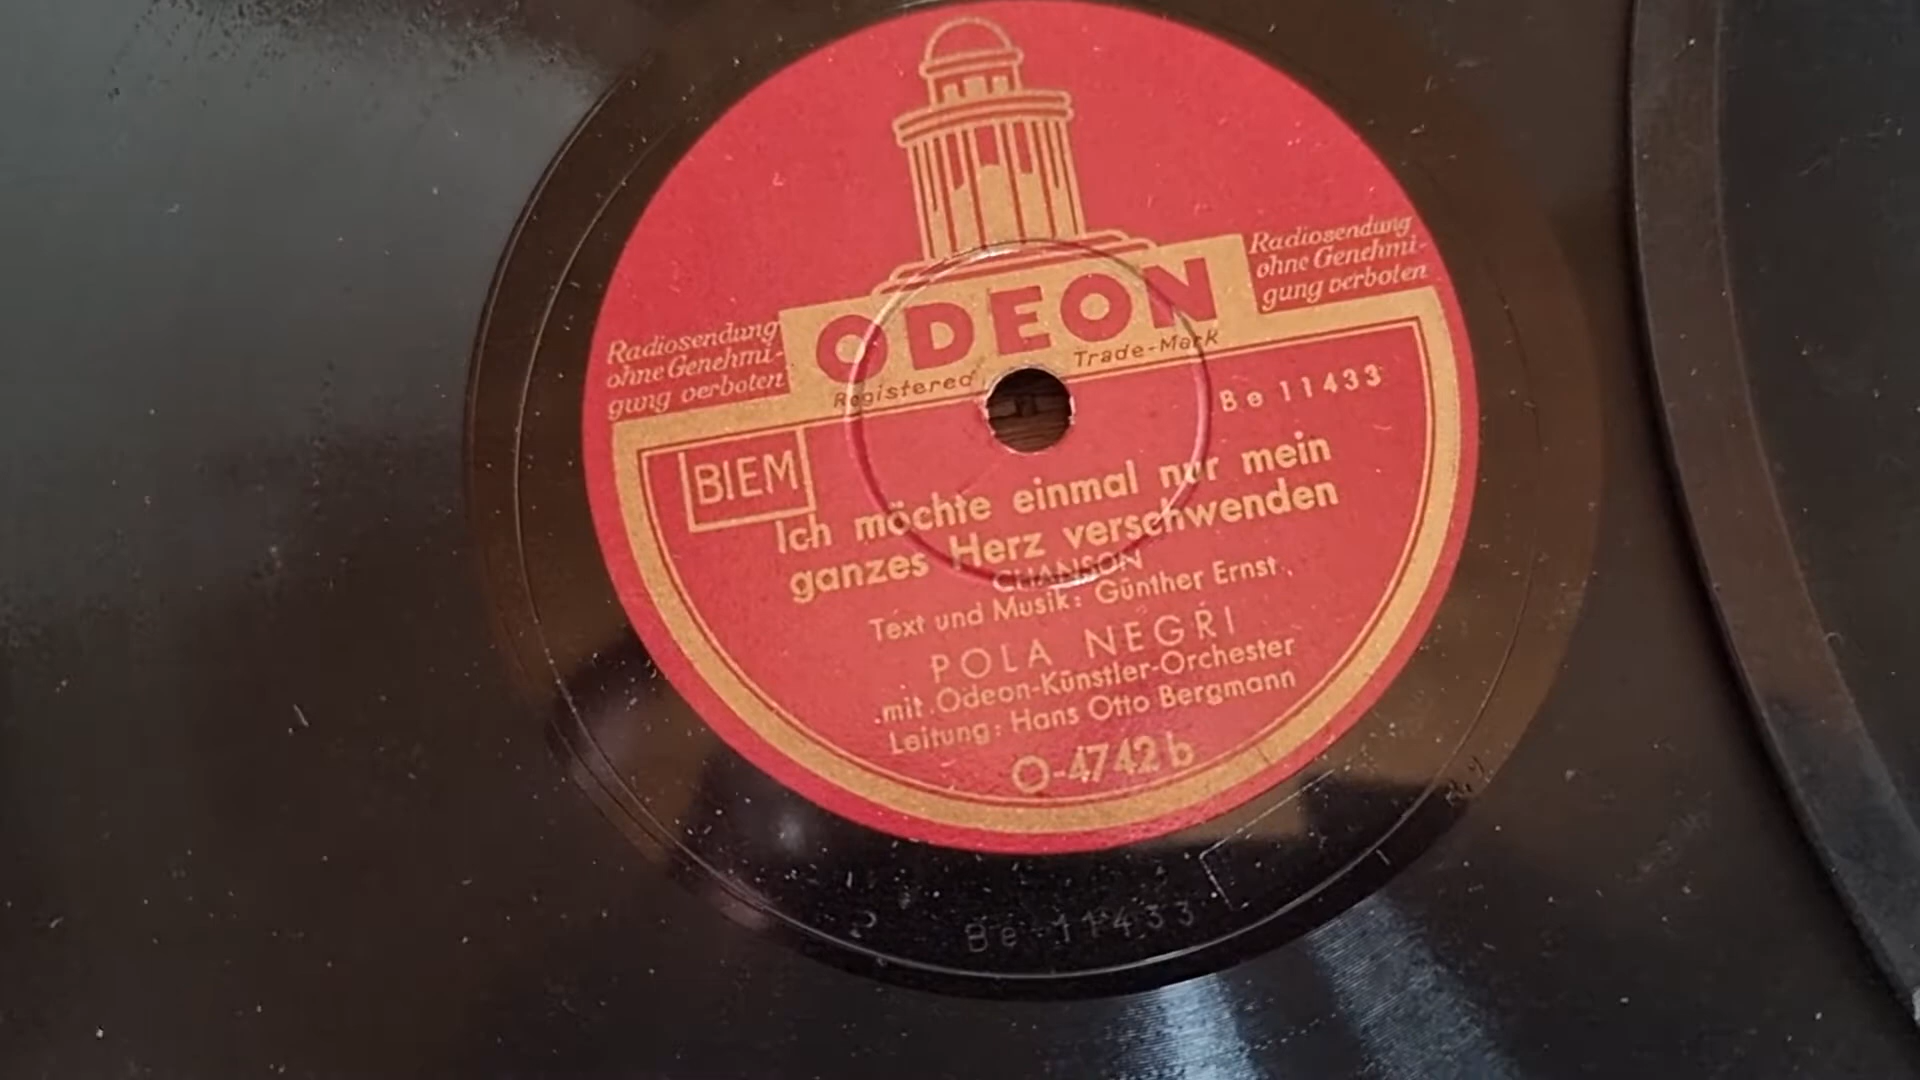 ODEON
Registered Trade-Mark
Radiosendung
ohne Genehmi-
gung verboten
Radiosendung
ohne Genehmi-
gung verboten
Be 11433
BIEM
Ich möchte einmal nur mein
ganzes Herz verschwenden
CHANSON
Text und Musik: Günther Ernst
POLA NEGRI
mit Odeon-Künstler-Orchester
Leitung: Hans Otto Bergmann
O-4742 b
Be-11433